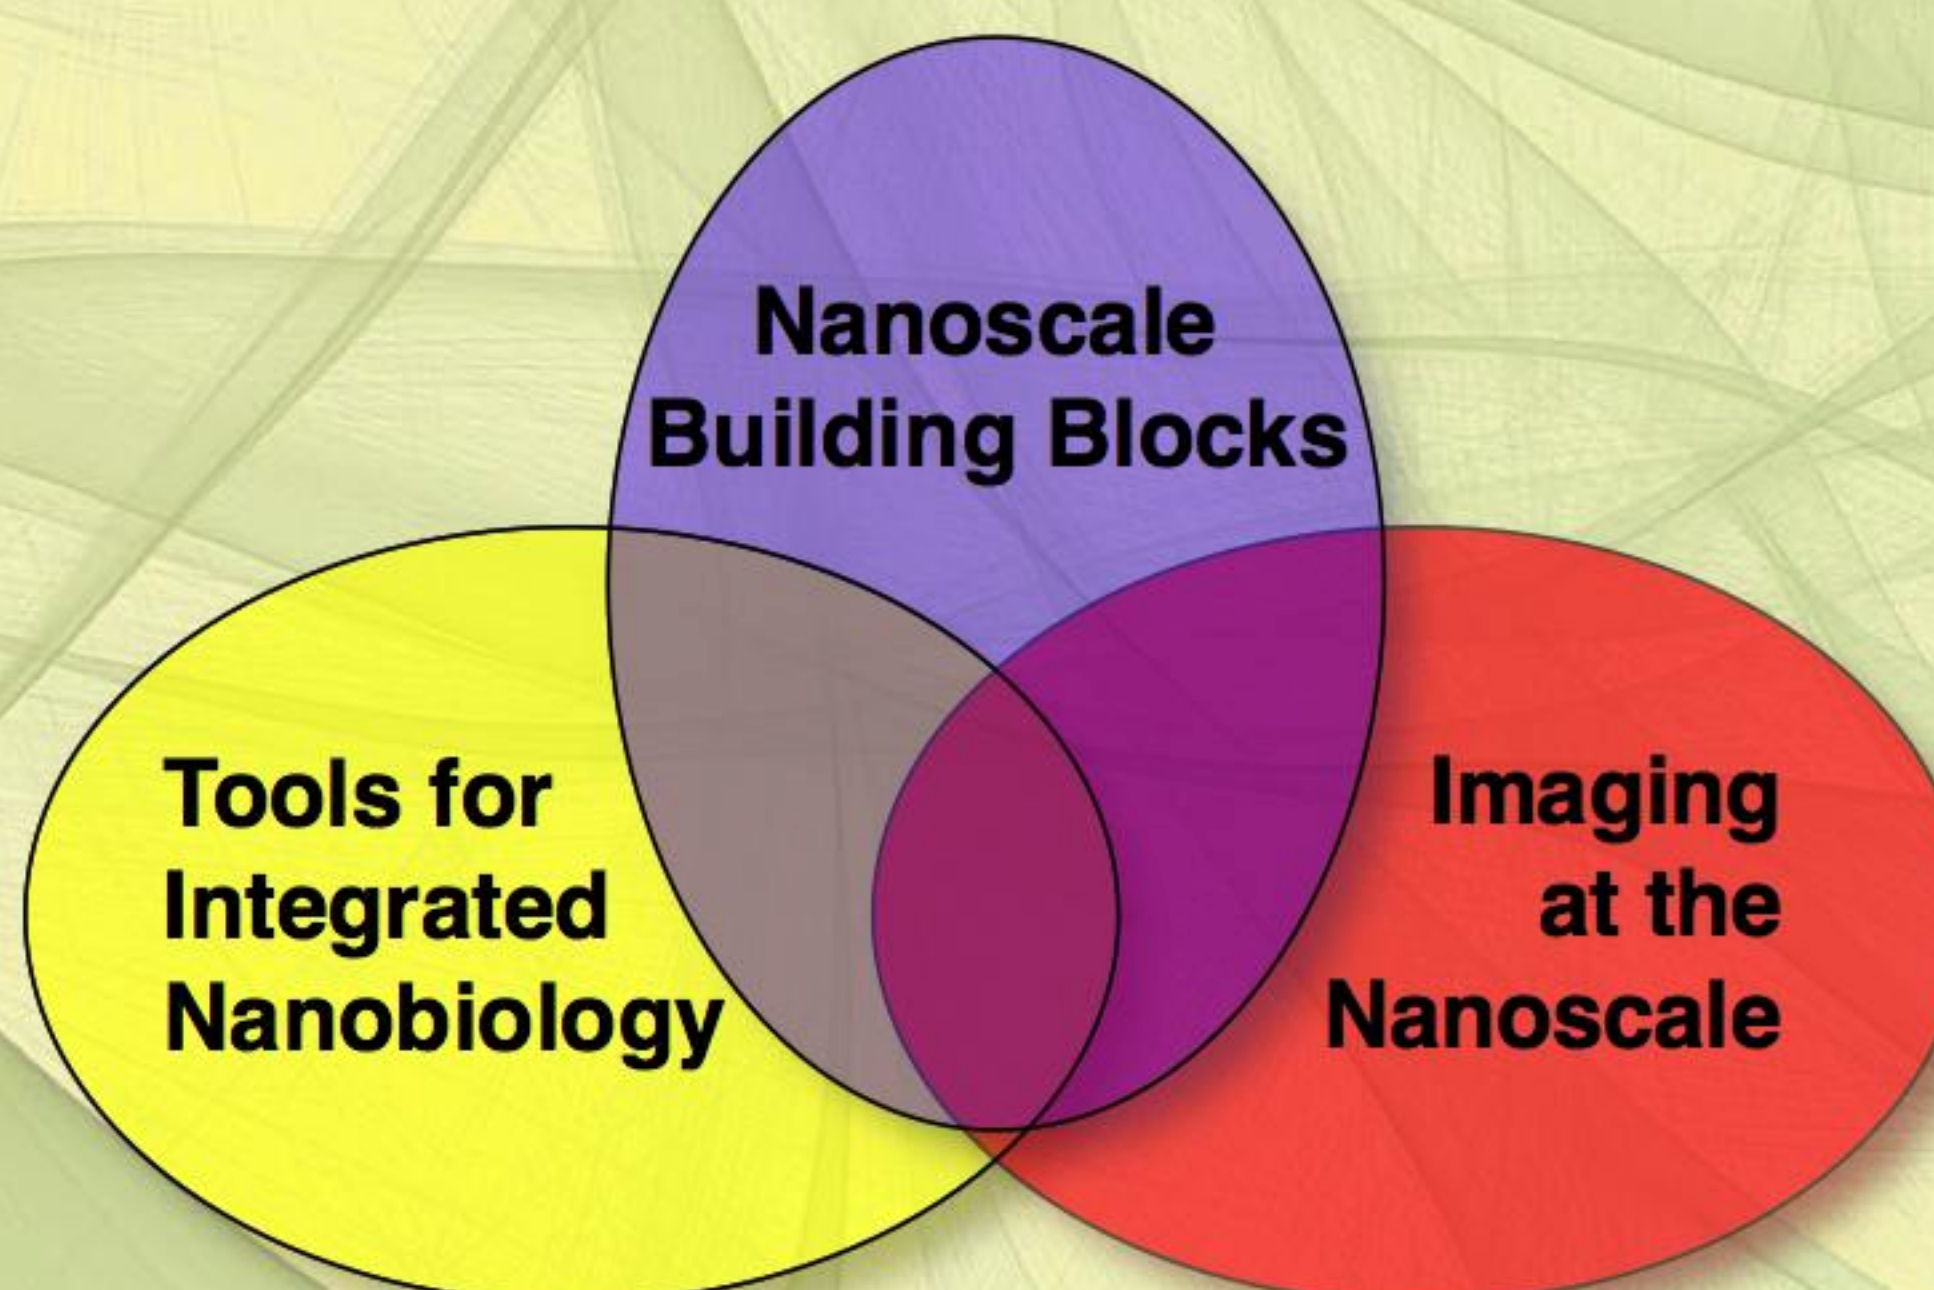 Nanoscale
Building Blocks
Tools for
Integrated
Nanobiology
Imaging
at the
Nanoscale